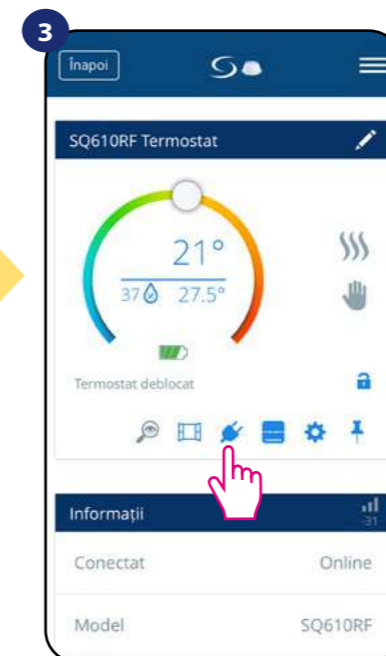 3
Înapoi
SQ610RF Termostat
21°
37 27.5°
Termostat deblocat
Informații
-31
Conectat Online
Model SQ610RF